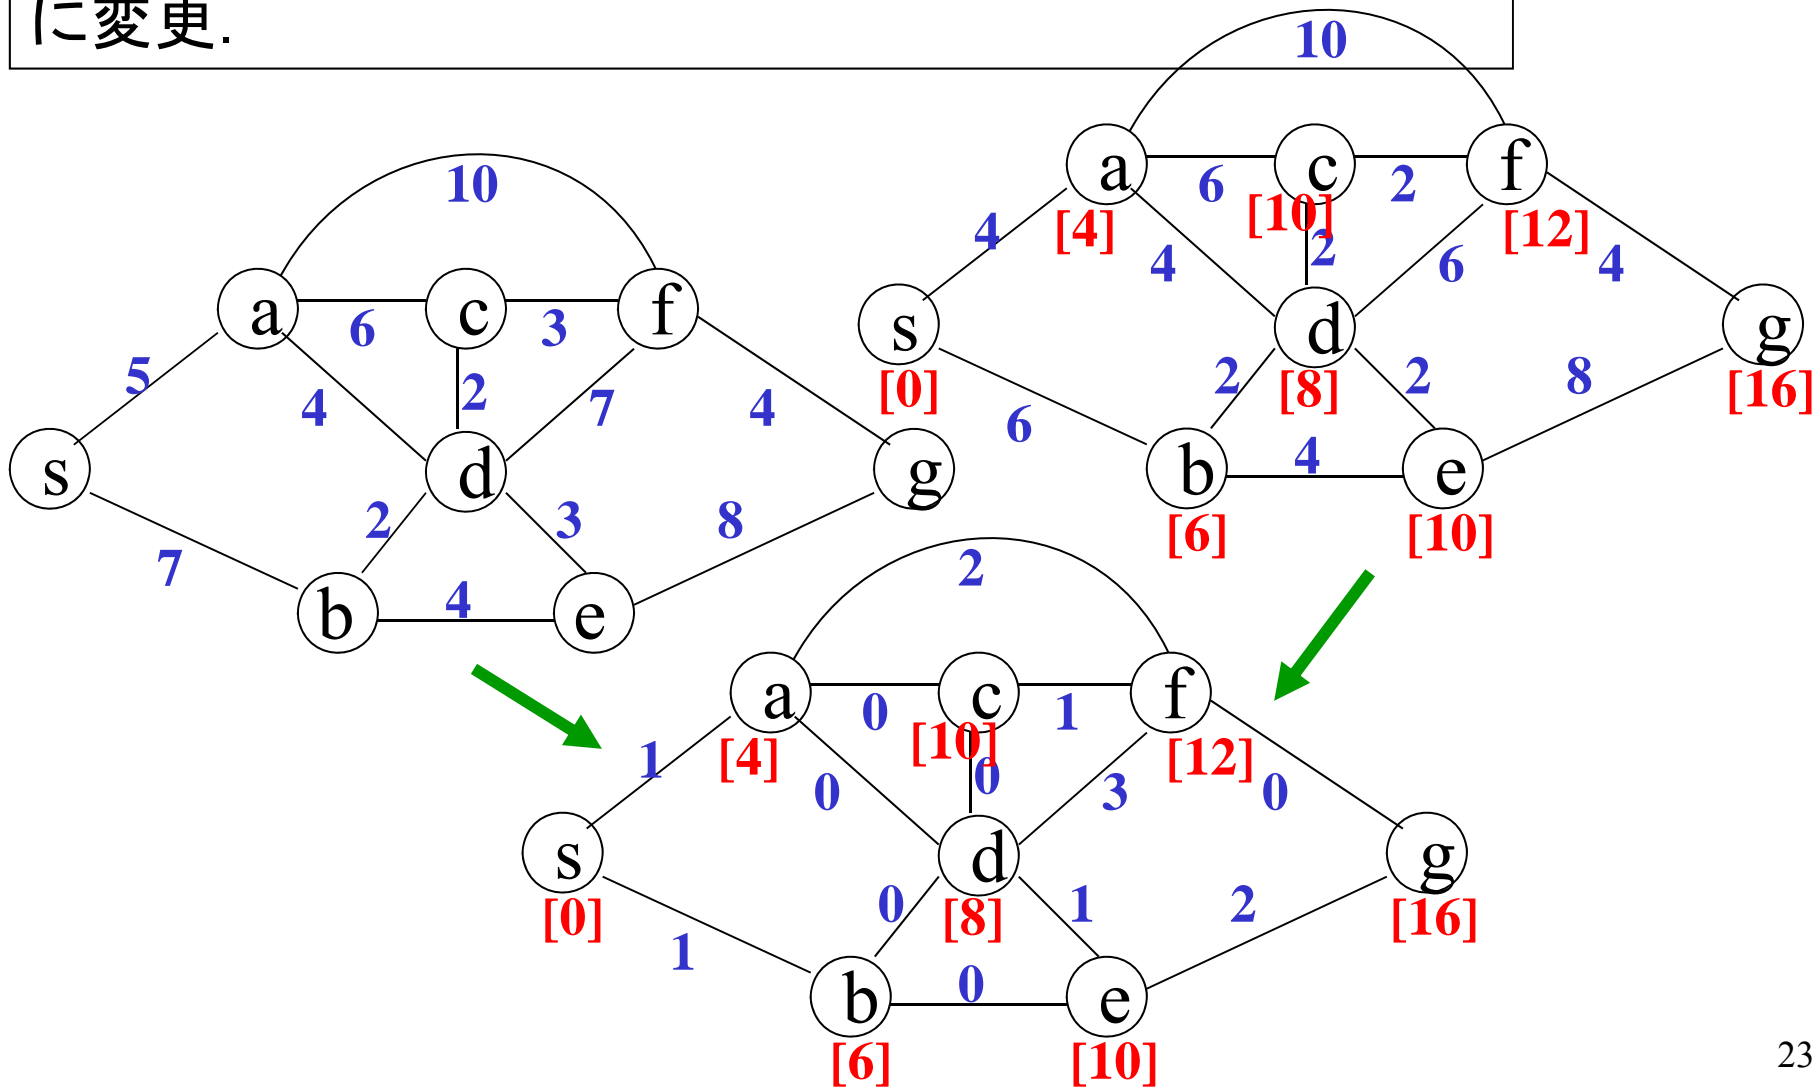 に変更.
10
a 6 c 2 f
[4] [10] [12]
4 4 2 6 4
s d g
[0] 2 [8] 2 8 [16]
6 b 4 e
[6] [10]
10
a 6 c 3 f
5 4 2 7 4
s d g
7 2 3 8
b 4 e
2
a 0 c 1 f
[4] [10] [12]
1 0 0 3 0
s d g
[0] 0 [8] 1 2 [16]
1 b 0 e
[6] [10]
23